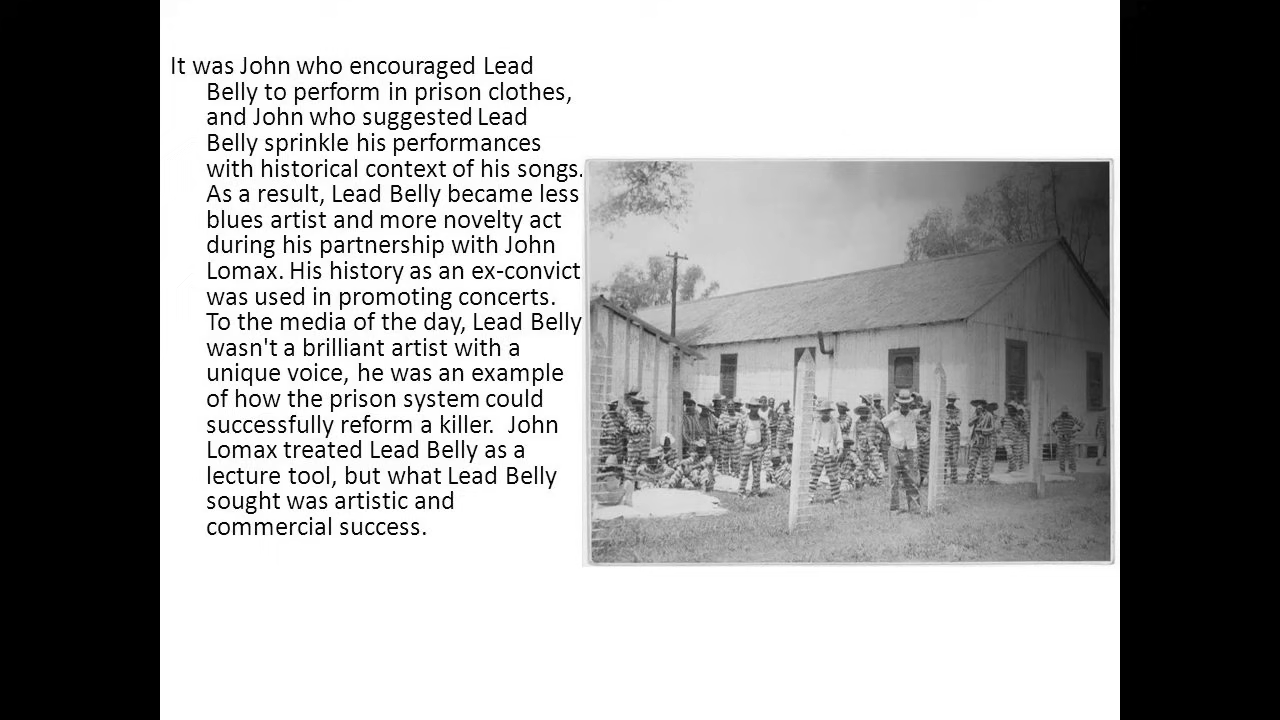 It was John who encouraged Lead
Belly to perform in prison clothes,
and John who suggested Lead
Belly sprinkle his performances
with historical context of his songs.
As a result, Lead Belly became less
blues artist and more novelty act
during his partnership with John
Lomax. His history as an ex-convict
was used in promoting concerts.
To the media of the day, Lead Belly
wasn't a brilliant artist with a
unique voice, he was an example
of how the prison system could
successfully reform a killer.  John
Lomax treated Lead Belly as a
lecture tool, but what Lead Belly
sought was artistic and
commercial success.